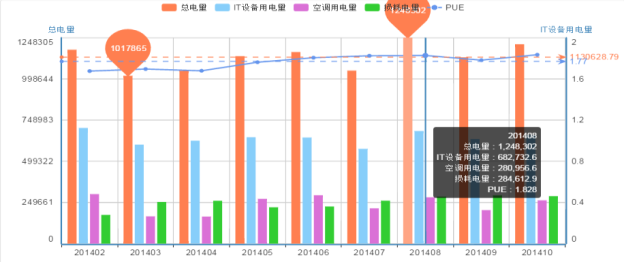 总电量 IT设备用电量 空调用电量 损耗电量 PUE
总电量 IT设备用电量
1248305 2
1017865
1130628.79
1.77
998644 1.6
748983 1.2
201408
总电量 : 1,248,302
IT设备用电量 : 682,732.6
空调用电量 : 280,956.6
损耗电量 : 284,612.9
PUE : 1.828
499322 0.8
249661 0.4
0 0
201402 201403 201404 201405 201406 201407 201408 201409 201410